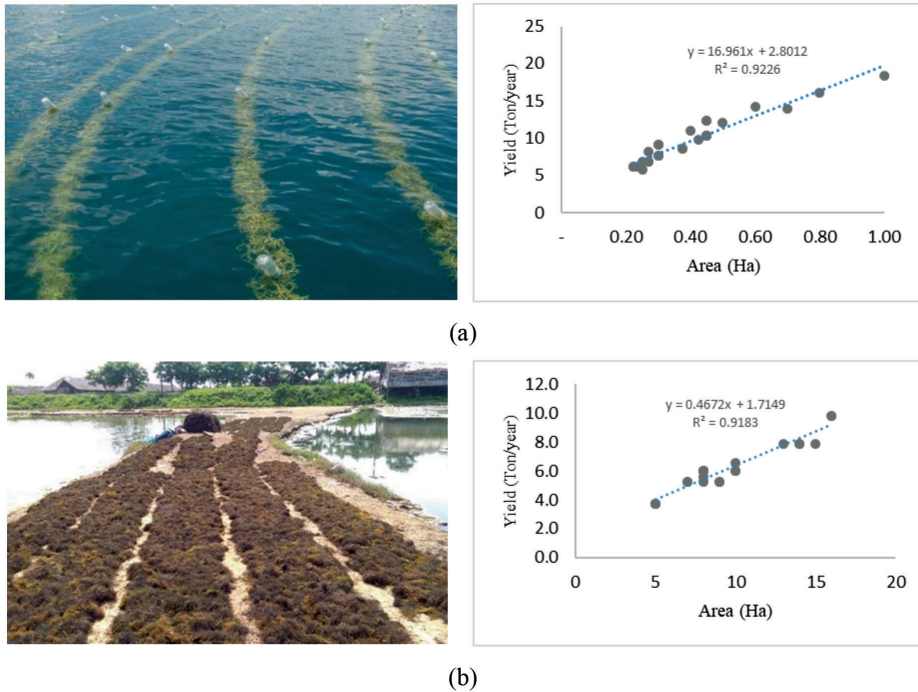 y = 16.961x + 2.8012
R² = 0.9226
25
20
15
10
5
0
Yield (Ton/year)
- 0.20 0.40 0.60 0.80 1.00
Area (Ha)
(a)
y = 0.4672x + 1.7149
R² = 0.9183
12.0
10.0
8.0
6.0
4.0
2.0
0.0
Yield (Ton/year)
0 5 10 15 20
Area (Ha)
(b)